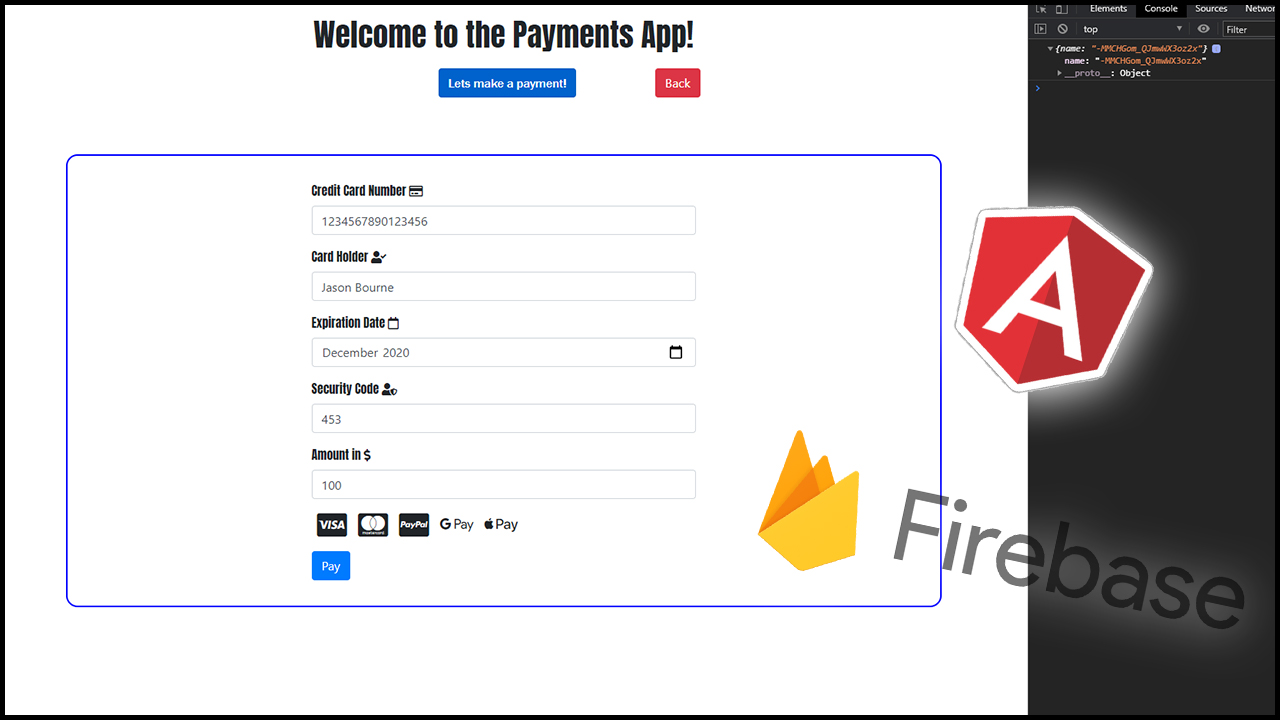 Welcome to the Payments App!
Lets make a payment! Back
Credit Card Number
1234567890123456
Card Holder
Jason Bourne
Expiration Date
December 2020
Security Code
453
Amount in $
100
VISA mastercard PayPal G Pay Pay
Pay
Elements Console Sources Networ
top Filter
{name: "-MMCHGom_QJmwWX3oz2x"}
name: "-MMCHGom_QJmwWX3oz2x"
__proto__: Object
A
Firebase